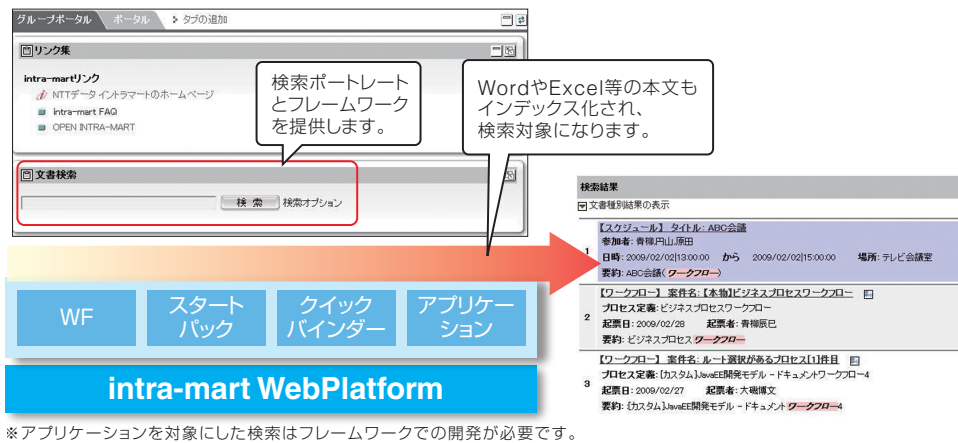 グループポータル ポータル タブの追加
リンク集
intra-martリンク
NTTデータイントラマートのホームページ
intra-mart FAQ
OPEN INTRA-MART
検索ポートレート
とフレームワーク
を提供します。
WordやExcel等の本文も
インデックス化され、
検索対象になります。
文書検索
検 索 検索オプション
WF
スタート
パック
クイック
バインダー
アプリケー
ション
intra-mart WebPlatform
検索結果
文書種別結果の表示
1
【スケジュール】 タイトル: ABC会議
参加者: 青柳,円山,原田
日時: 2009/02/02|13:00:00 から 2009/02/02|15:00:00 場所: テレビ会議室
要約: ABC会議( ワークフロー)
2
【ワークフロー】 案件名: 【本物】ビジネスプロセスワークフロー
プロセス定義: ビジネスプロセスワークフロー
起票日: 2009/02/28 起票者: 青柳辰巳
要約: ビジネスプロセス ワークフロー
3
【ワークフロー】 案件名: ルート選択があるプロセス[1]件目
プロセス定義: [カスタム]JavaEE開発モデル - ドキュメントワークフロー4
起票日: 2009/02/27 起票者: 大磯博文
要約: [カスタム]JavaEE開発モデル - ドキュメント ワークフロー4
※アプリケーションを対象にした検索はフレームワークでの開発が必要です。